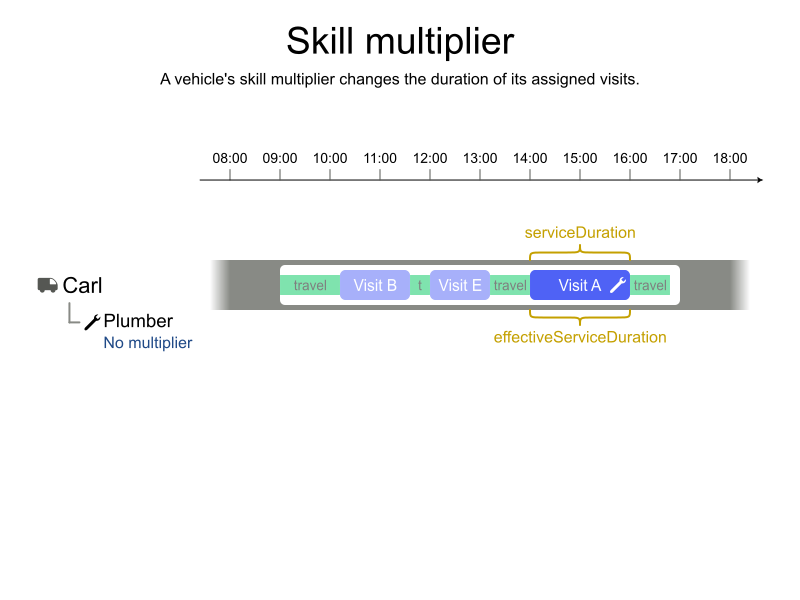 Skill multiplier
A vehicle's skill multiplier changes the duration of its assigned visits.
08:00 09:00 10:00 11:00 12:00 13:00 14:00 15:00 16:00 17:00 18:00
serviceDuration
Carl
travel Visit B t Visit E travel Visit A travel
Plumber
No multiplier
effectiveServiceDuration